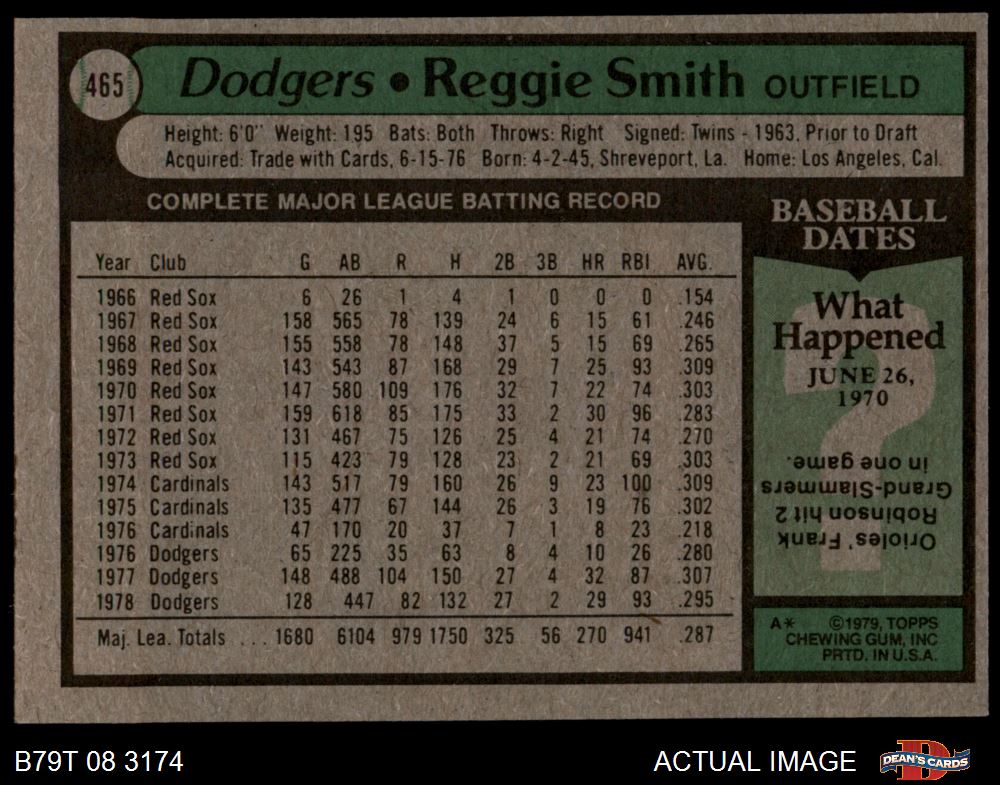 465
Dodgers • Reggie Smith OUTFIELD
Height: 6'0" Weight: 195 Bats: Both Throws: Right Signed: Twins - 1963, Prior to Draft
Acquired: Trade with Cards, 6-15-76 Born: 4-2-45, Shreveport, La. Home: Los Angeles, Cal.
COMPLETE MAJOR LEAGUE BATTING RECORD
Year Club G AB R H 2B 3B HR RBI AVG.
1966 Red Sox 6 26 1 4 1 0 0 0 .154
1967 Red Sox 158 565 78 139 24 6 15 61 .246
1968 Red Sox 155 558 78 148 37 5 15 69 .265
1969 Red Sox 143 543 87 168 29 7 25 93 .309
1970 Red Sox 147 580 109 176 32 7 22 74 .303
1971 Red Sox 159 618 85 175 33 2 30 96 .283
1972 Red Sox 131 467 75 126 25 4 21 74 .270
1973 Red Sox 115 423 79 128 23 2 21 69 .303
1974 Cardinals 143 517 79 160 26 9 23 100 .309
1975 Cardinals 135 477 67 144 26 3 19 76 .302
1976 Cardinals 47 170 20 37 7 1 8 23 .218
1976 Dodgers 65 225 35 63 8 4 10 26 .280
1977 Dodgers 148 488 104 150 27 4 32 87 .307
1978 Dodgers 128 447 82 132 27 2 29 93 .295
Maj. Lea. Totals ... 1680 6104 979 1750 325 56 270 941 .287
BASEBALL
DATES
What
Happened
JUNE 26,
1970
?
Orioles' Frank
Robinson hit 2
Grand-Slammers
in one game.
A* ©1979, TOPPS
CHEWING GUM, INC
PRTD. IN U.S.A.
B79T 08 3174
ACTUAL IMAGE
D
DEAN'S CARDS